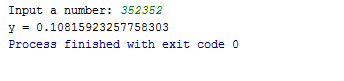 Input a number: 352352
y = 0.10815923257758303
Process finished with exit code 0